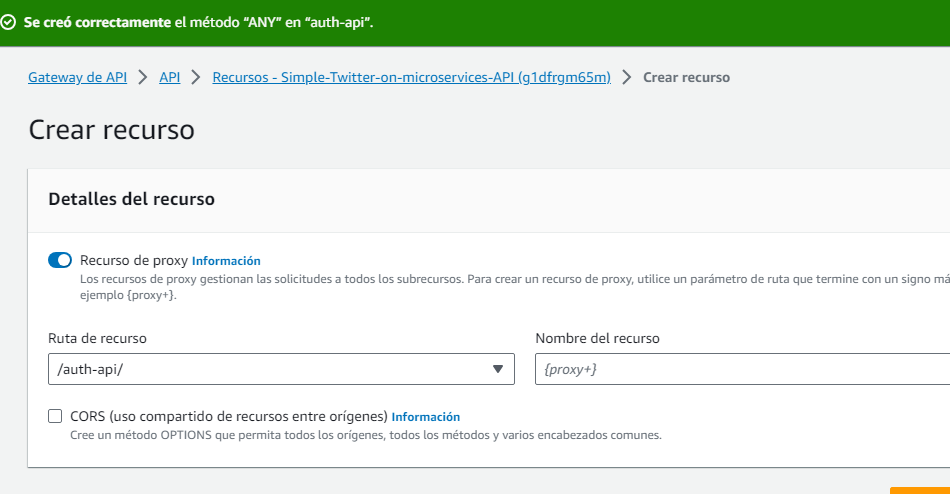 Se creó correctamente el método “ANY” en “auth-api”.
Gateway de API > API > Recursos - Simple-Twitter-on-microservices-API (g1dfrgm65m) > Crear recurso
Crear recurso
Detalles del recurso
Recurso de proxy Información
Los recursos de proxy gestionan las solicitudes a todos los subrecursos. Para crear un recurso de proxy, utilice un parámetro de ruta que termine con un signo má
ejemplo {proxy+}.
Ruta de recurso
Nombre del recurso
/auth-api/
{proxy+}
CORS (uso compartido de recursos entre orígenes) Información
Cree un método OPTIONS que permita todos los orígenes, todos los métodos y varios encabezados comunes.